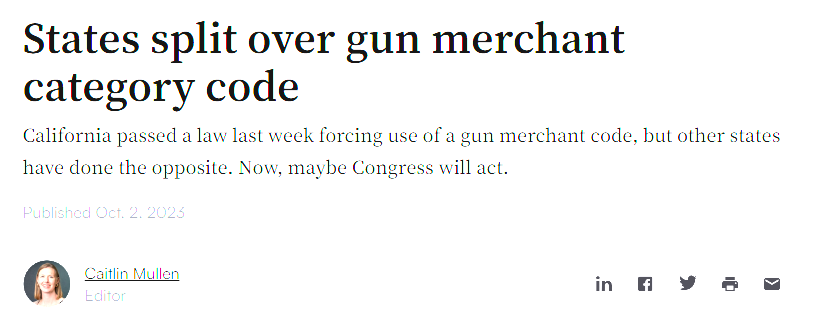 States split over gun merchant
category code
California passed a law last week forcing use of a gun merchant code, but other states
have done the opposite. Now, maybe Congress will act.
Published Oct. 2, 2023
Caitlin Mullen
Editor